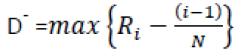 D⁻ =max {Rᵢ − (i−1)/N}